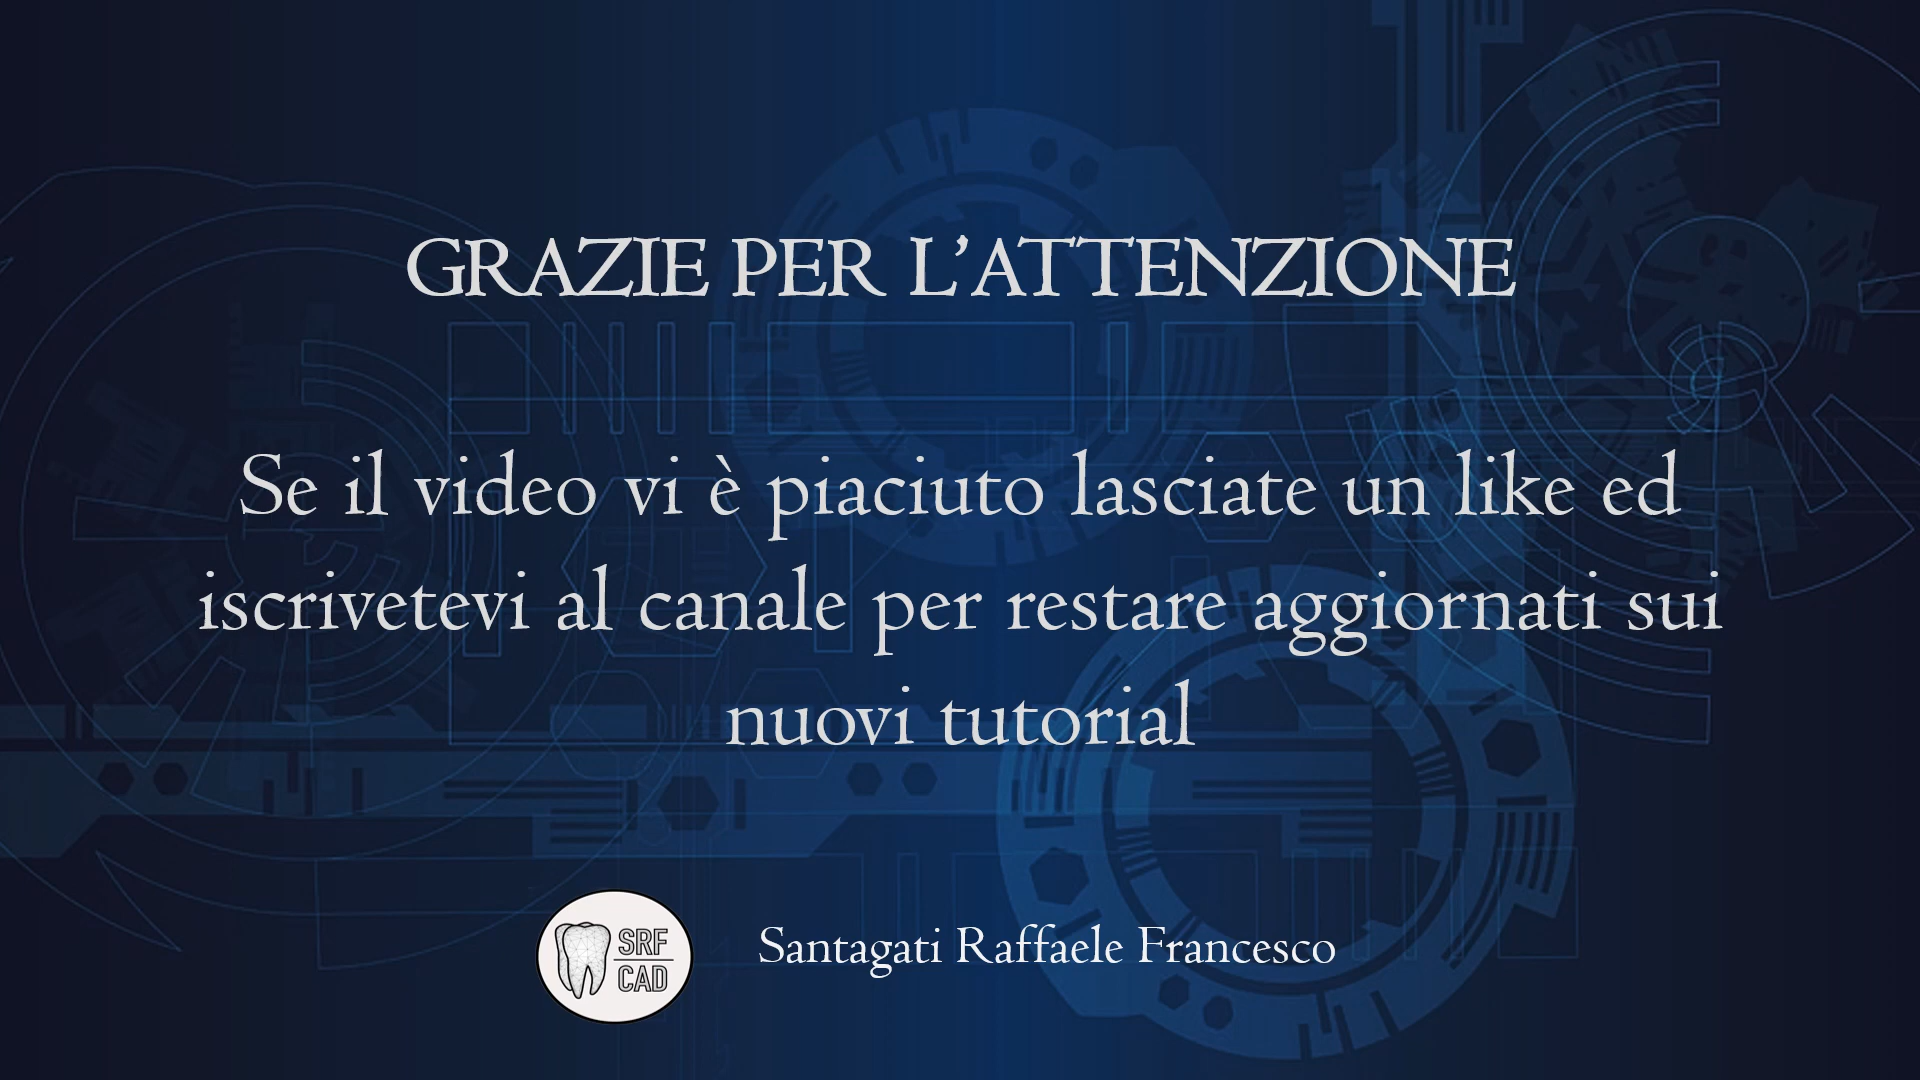 GRAZIE PER L’ATTENZIONE
Se il video vi è piaciuto lasciate un like ed
iscrivetevi al canale per restare aggiornati sui
nuovi tutorial
SRF
CAD
Santagati Raffaele Francesco